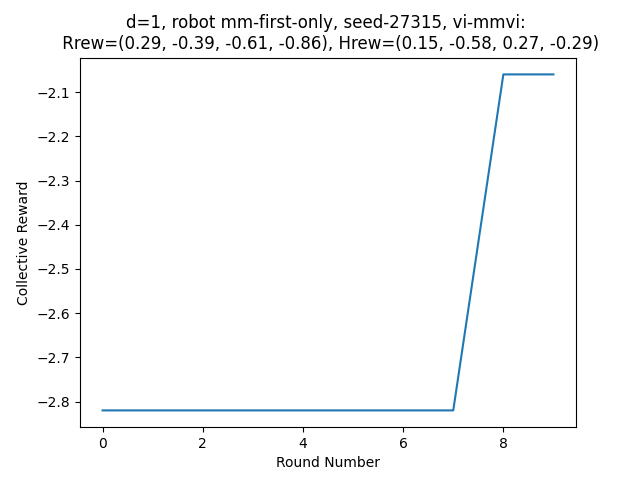 d=1, robot mm-first-only, seed-27315, vi-mmvi:
Rrew=(0.29, -0.39, -0.61, -0.86), Hrew=(0.15, -0.58, 0.27, -0.29)
−2.1
−2.2
−2.3
−2.4
−2.5
−2.6
−2.7
−2.8
Collective Reward
0 2 4 6 8
Round Number